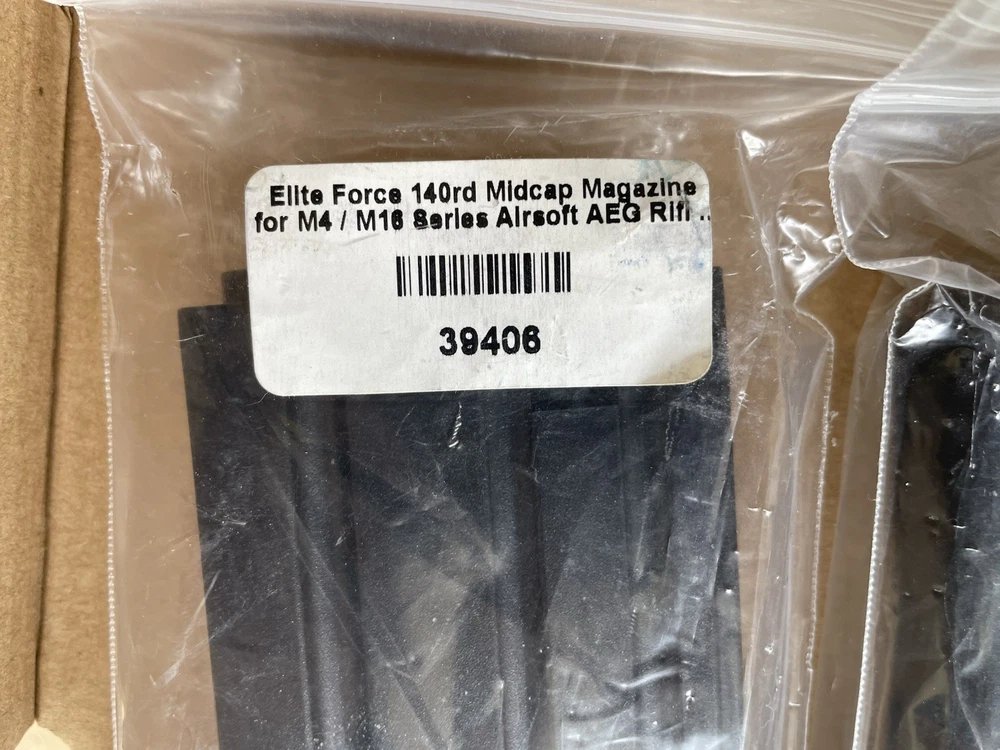 Elite Force 140rd Midcap Magazine
for M4 / M16 Series Airsoft AEG Rifl ..
39406